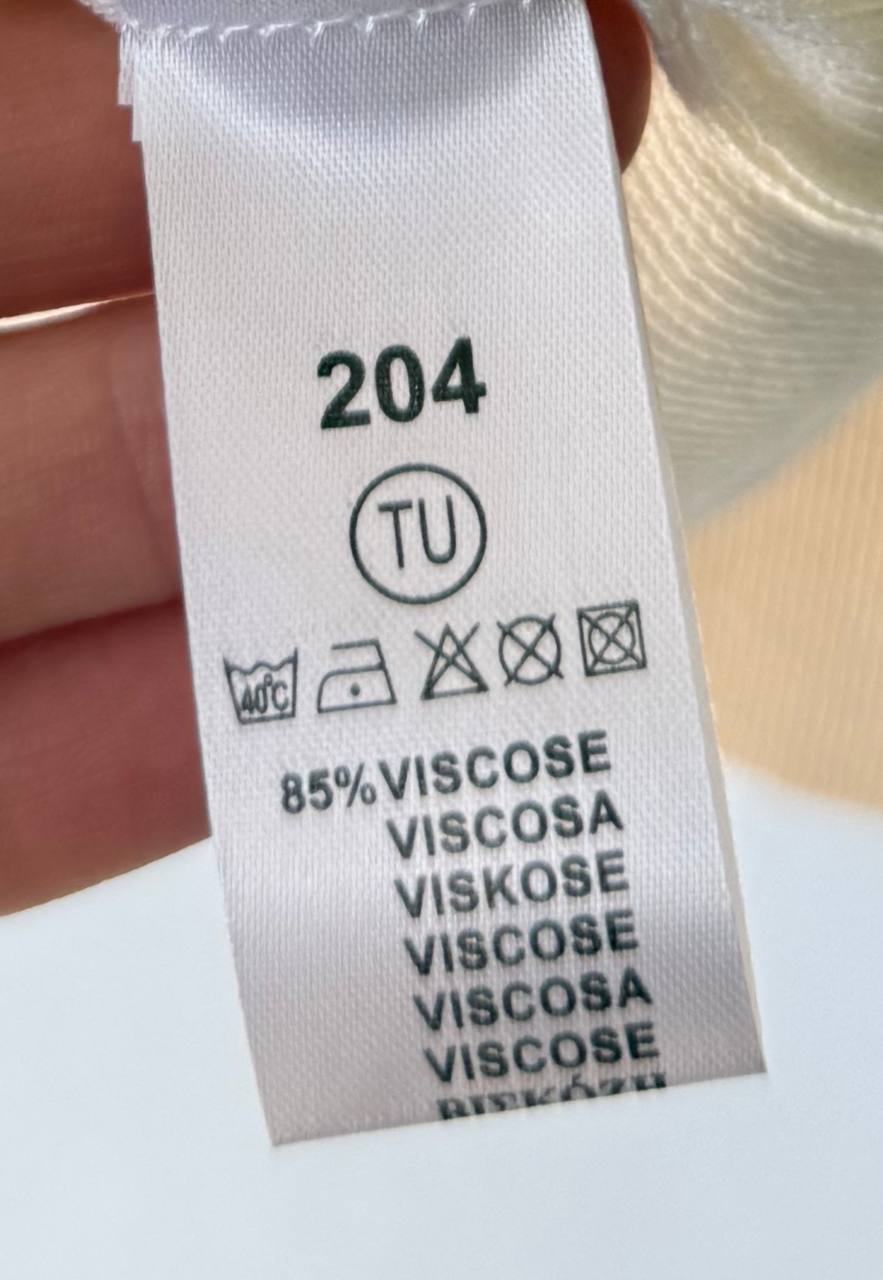 204
TU
40°C
85%VISCOSE
VISCOSA
VISKOSE
VISCOSE
VISCOSA
VISCOSE